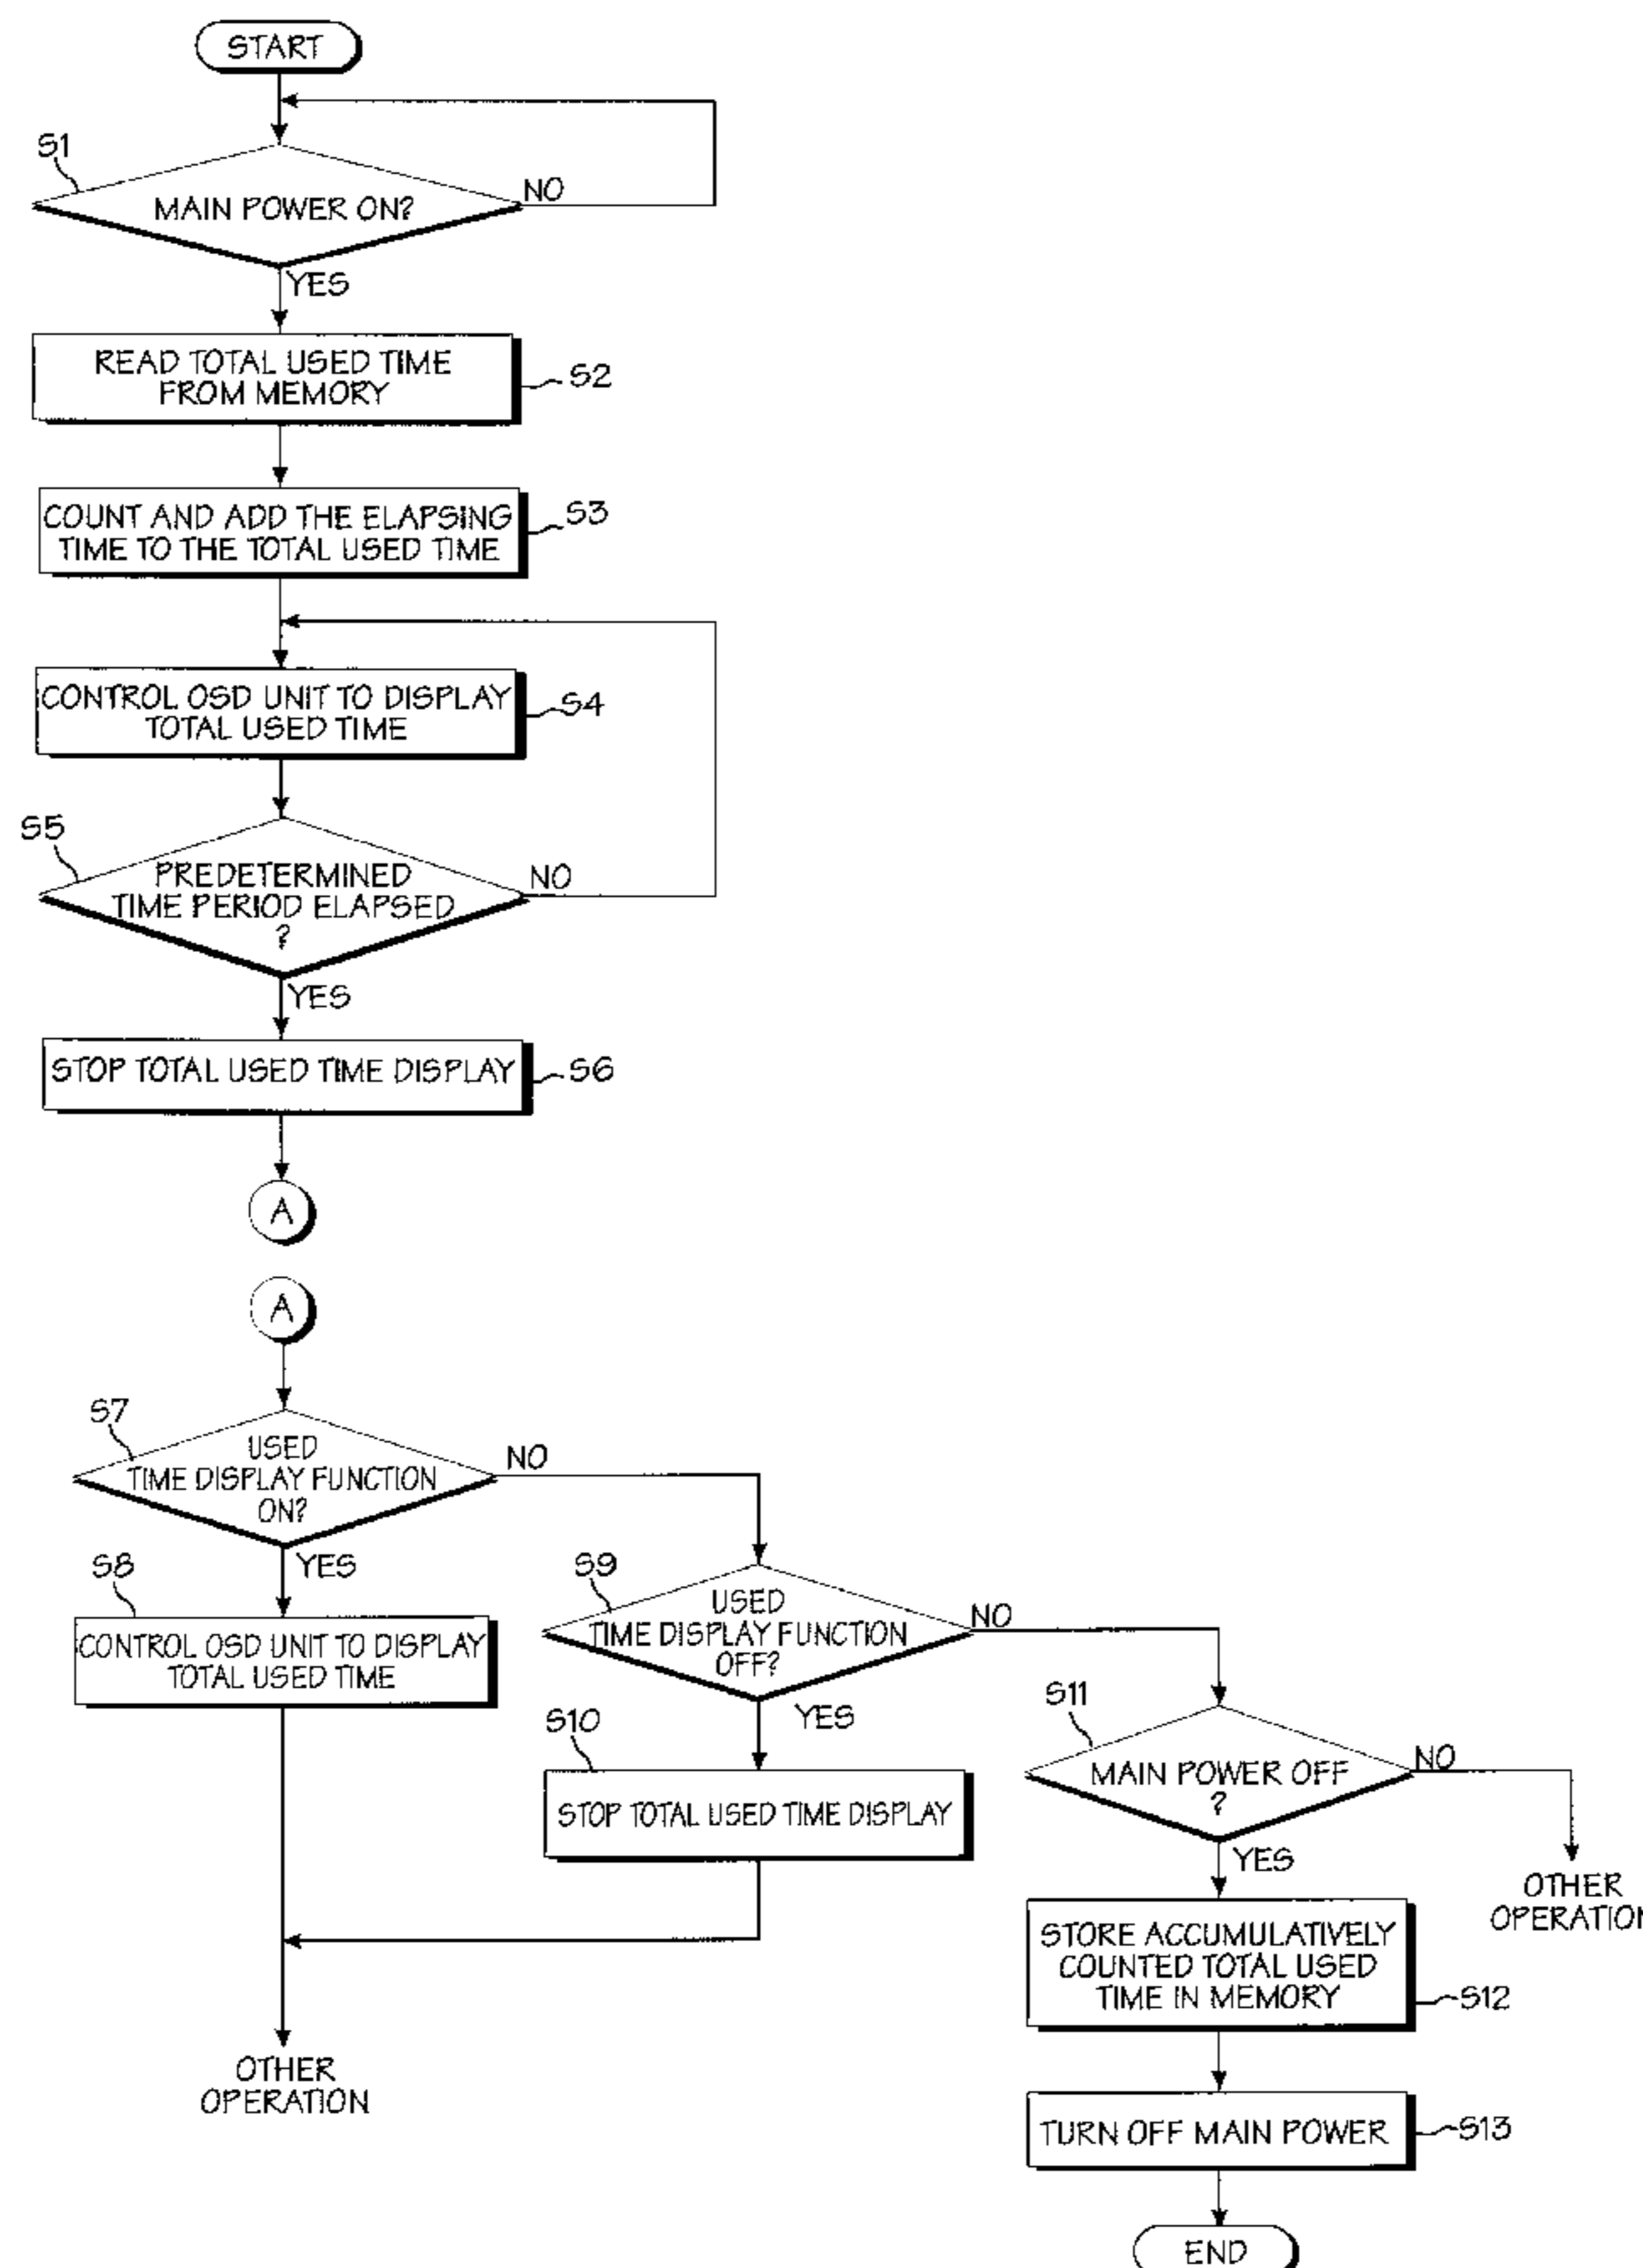 START
S1
MAIN POWER ON?
NO
YES
READ TOTAL USED TIME
FROM MEMORY
S2
COUNT AND ADD THE ELAPSING
TIME TO THE TOTAL USED TIME
S3
CONTROL OSD UNIT TO DISPLAY
TOTAL USED TIME
S4
S5
PREDETERMINED
TIME PERIOD ELAPSED
?
NO
YES
STOP TOTAL USED TIME DISPLAY
S6
A
A
S7
USED
TIME DISPLAY FUNCTION
ON?
NO
YES
S8
CONTROL OSD UNIT TO DISPLAY
TOTAL USED TIME
S9
USED
TIME DISPLAY FUNCTION
OFF?
NO
YES
S10
STOP TOTAL USED TIME DISPLAY
S11
MAIN POWER OFF
?
NO
YES
OTHER
OPERATION
STORE ACCUMULATIVELY
COUNTED TOTAL USED
TIME IN MEMORY
S12
OTHER
OPERATION
TURN OFF MAIN POWER
S13
END